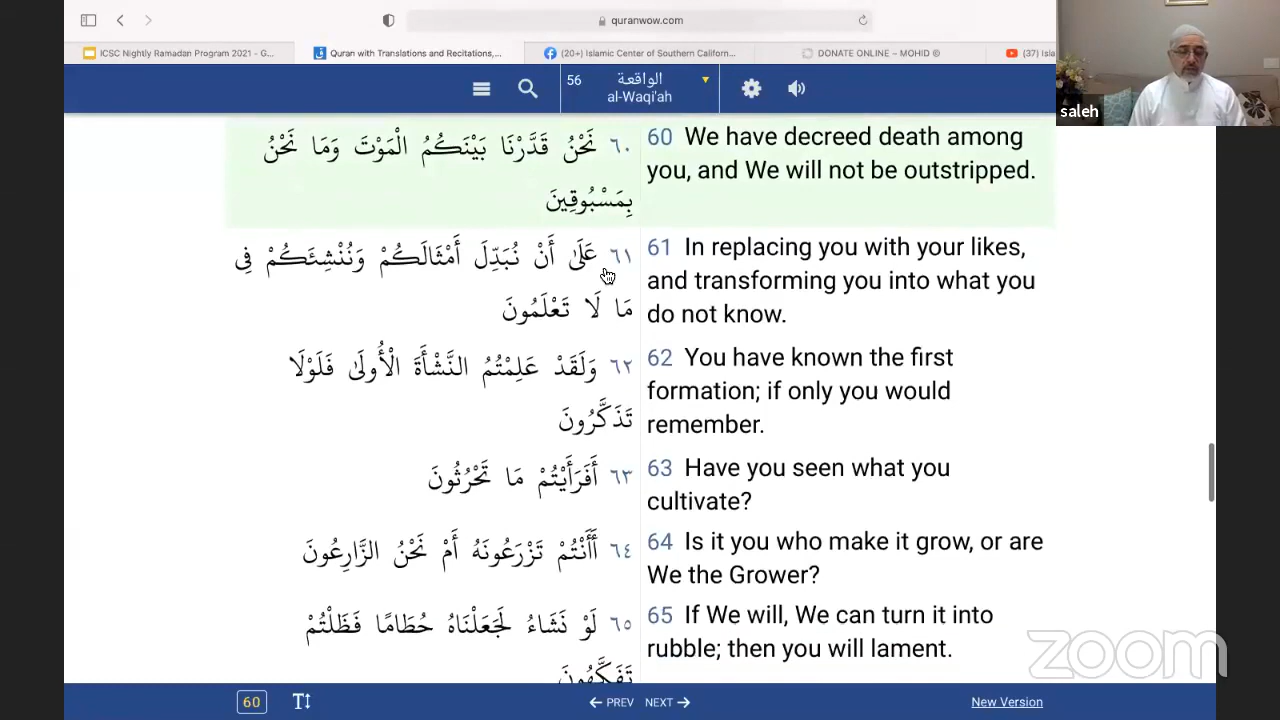 quranwow.com
ICSC Nightly Ramadan Program 2021 - G...
Quran with Translations and Recitations,...
(20+) Islamic Center of Southern Californ...
DONATE ONLINE – MOHID ®
(37) Isla
56
الواقعة
al-Waqi'ah
saleh
٦٠ نَحْنُ قَدَّرْنَا بَيْنَكُمُ الْمَوْتَ وَمَا نَحْنُ
بِمَسْبُوقِينَ
60 We have decreed death among
you, and We will not be outstripped.
٦١ عَلَىٰ أَنْ نُبَدِّلَ أَمْثَالَكُمْ وَنُنْشِئَكُمْ فِي
مَا لَا تَعْلَمُونَ
61 In replacing you with your likes,
and transforming you into what you
do not know.
٦٢ وَلَقَدْ عَلِمْتُمُ النَّشْأَةَ الْأُولَىٰ فَلَوْلَا
تَذَكَّرُونَ
62 You have known the first
formation; if only you would
remember.
٦٣ أَفَرَأَيْتُمْ مَا تَحْرُثُونَ
63 Have you seen what you
cultivate?
٦٤ أَأَنْتُمْ تَزْرَعُونَهُ أَمْ نَحْنُ الزَّارِعُونَ
64 Is it you who make it grow, or are
We the Grower?
٦٥ لَوْ نَشَاءُ لَجَعَلْنَاهُ حُطَامًا فَظَلْتُمْ
تَفَكَّهُونَ
65 If We will, We can turn it into
rubble; then you will lament.
zoom
60
PREV NEXT
New Version